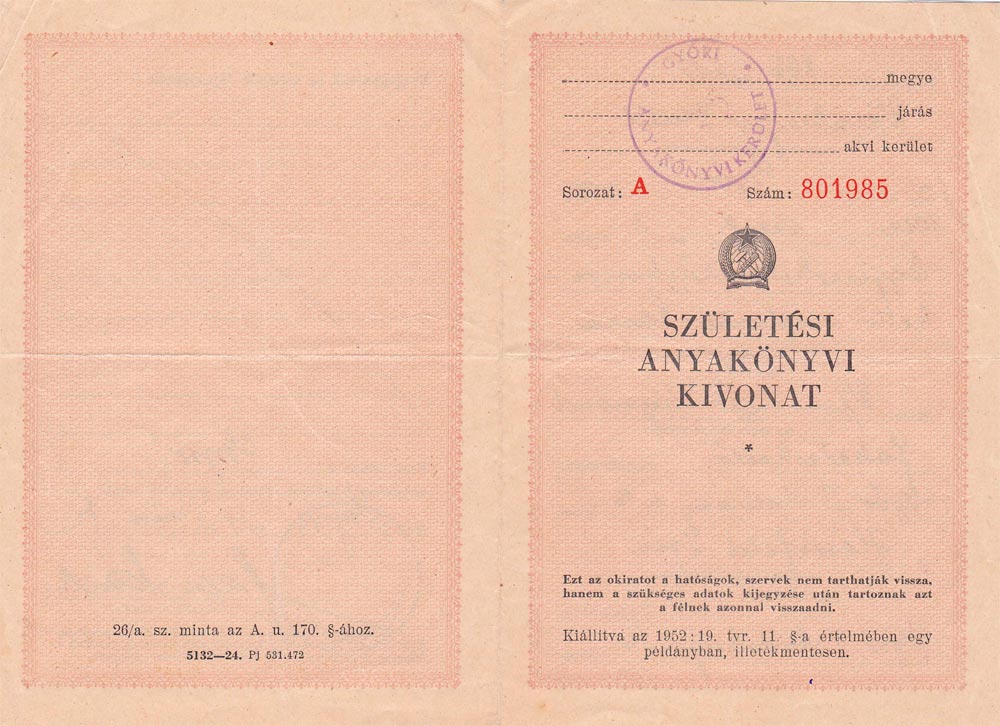 26/a. sz. minta az A. u. 170. §-ához.
5132—24. Pj 531.472
GYŐRI
ANYAKÖNYVI KERÜLET
megye
járás
akvi kerület
Sorozat: A Szám: 801985
SZÜLETÉSI
ANYAKÖNYVI
KIVONAT
*
Ezt az okiratot a hatóságok, szervek nem tarthatják vissza,
hanem a szükséges adatok kijegyzése után tartoznak azt
a félnek azonnal visszaadni.
Kiállítva az 1952:19. tvr. 11. §-a értelmében egy
példányban, illetékmentesen.